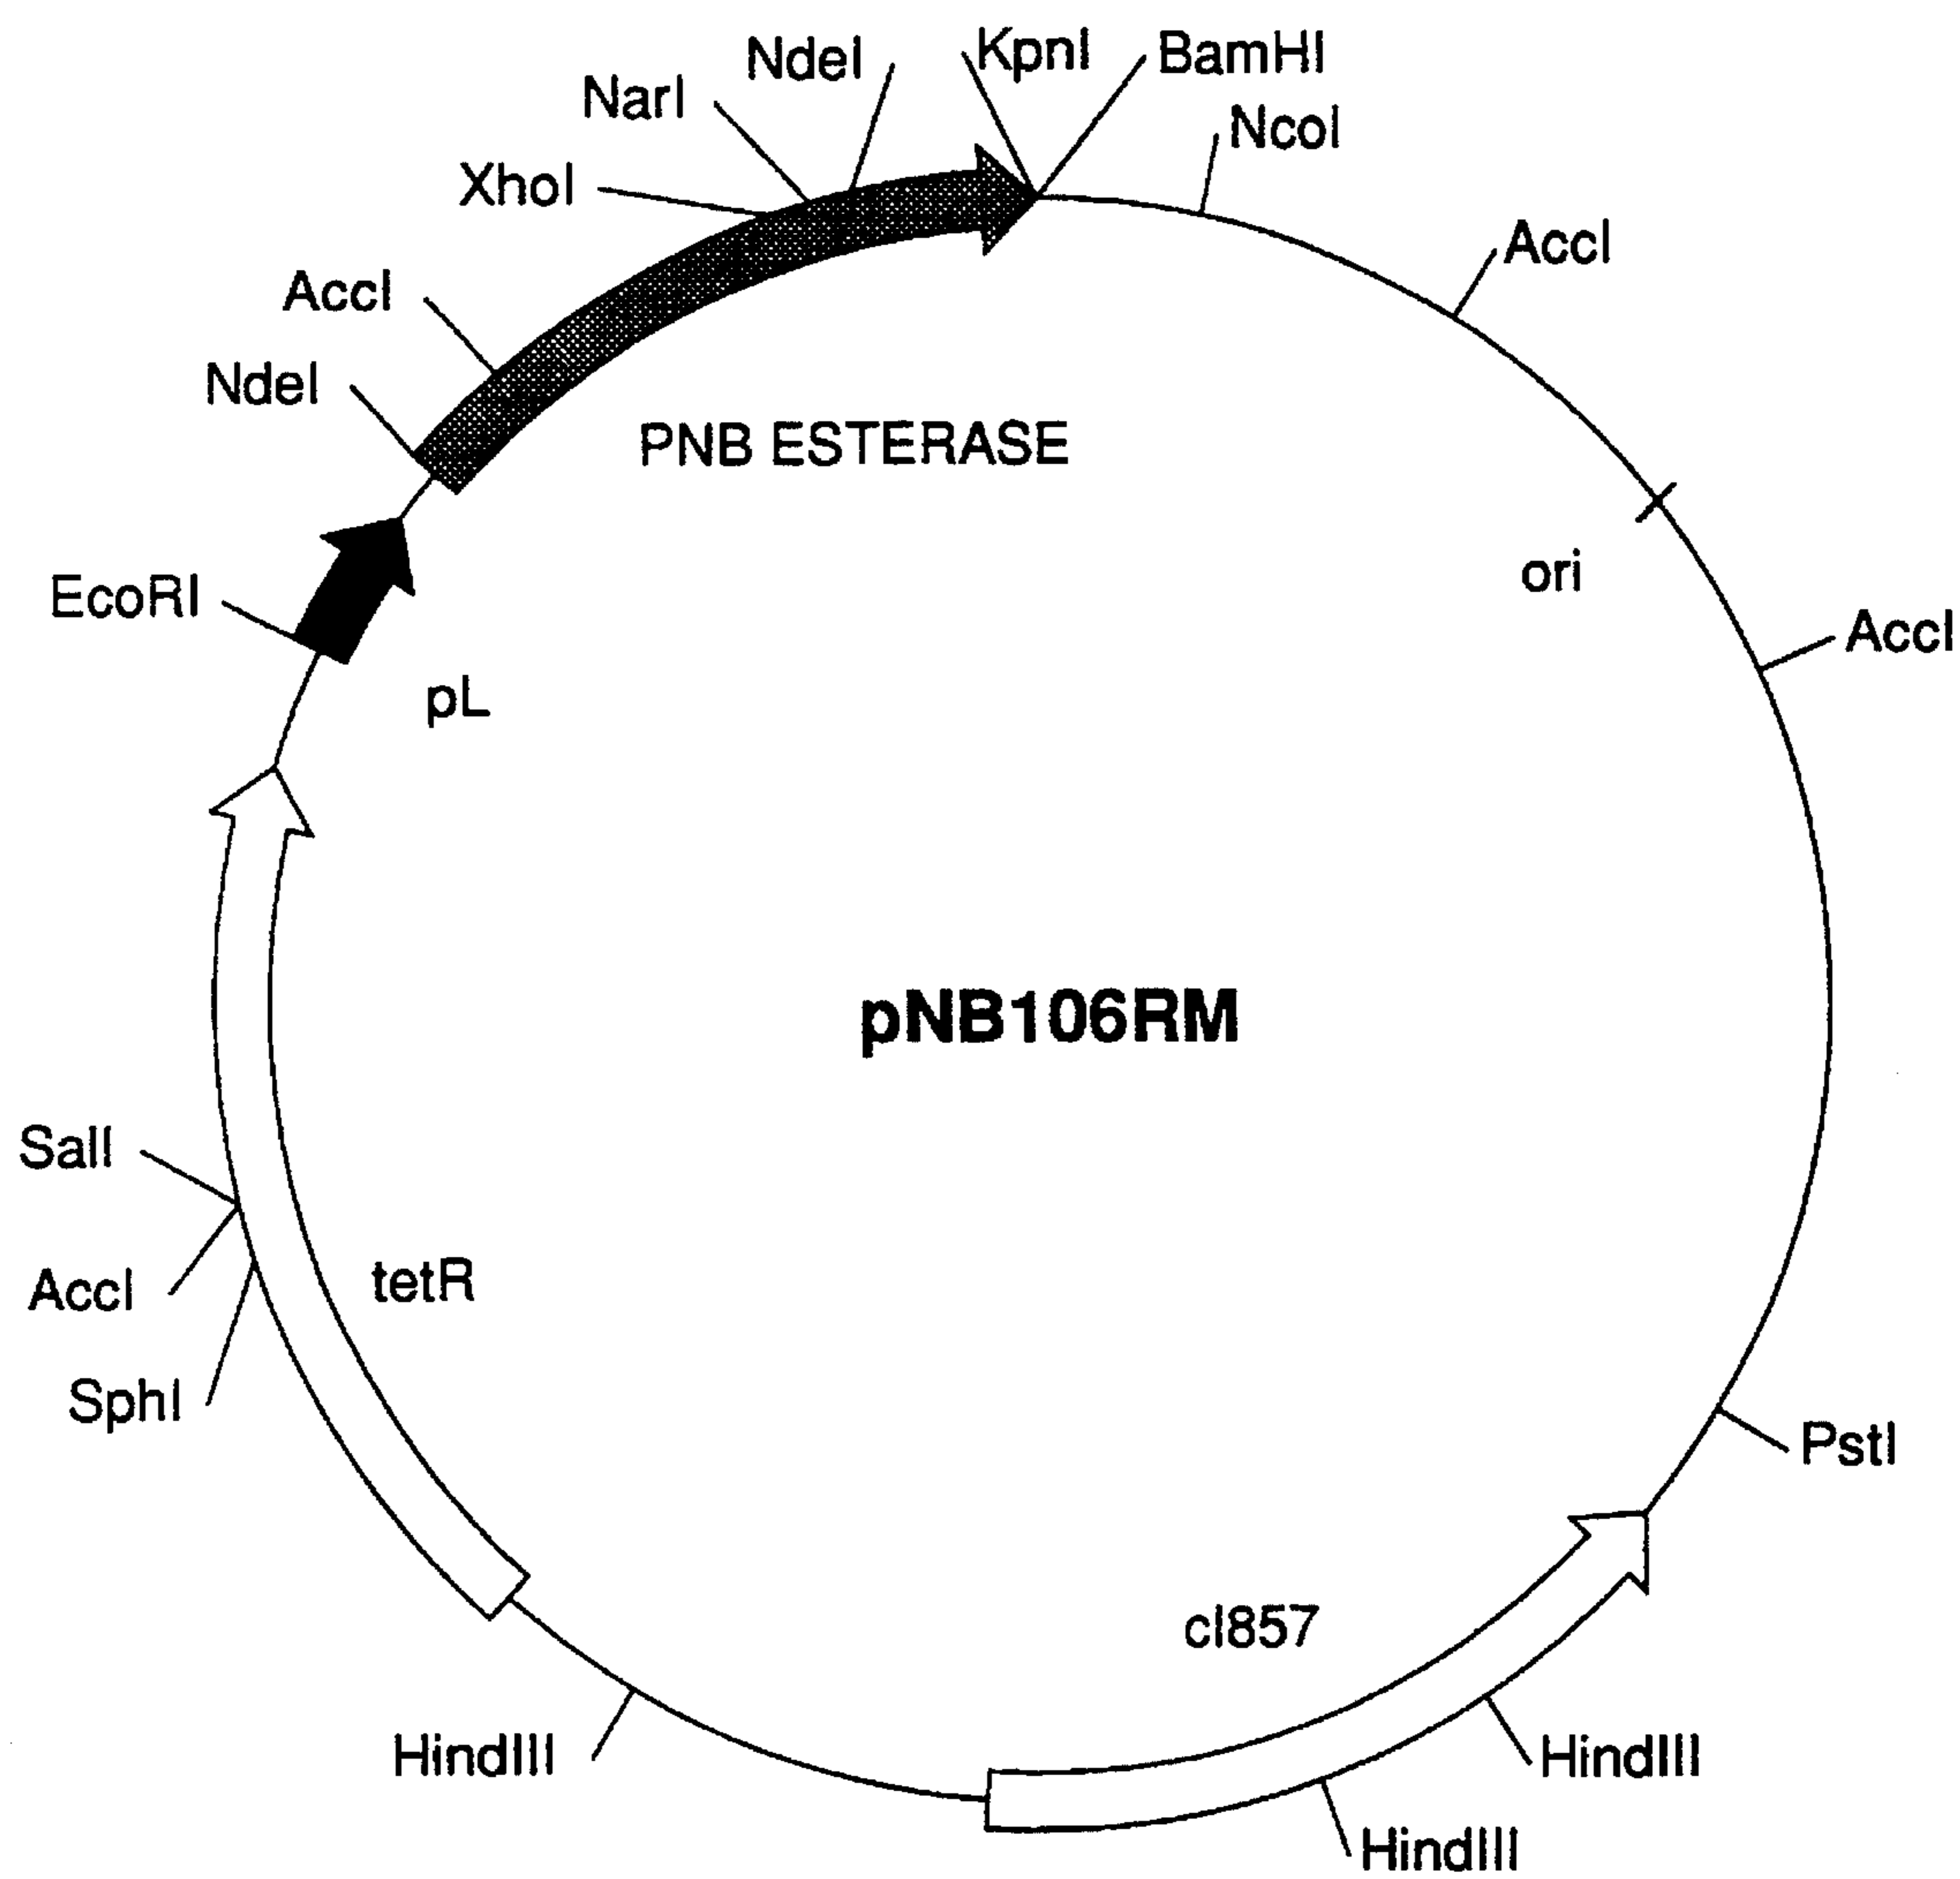 NdeI
KpnI
BamHI
NarI
NcoI
XhoI
AccI
AccI
NdeI
PNB ESTERASE
ori
EcoRI
AccI
pL
pNB106RM
SalI
AccI
tetR
SphI
PstI
cI857
HindIII
HindIII
HindIII